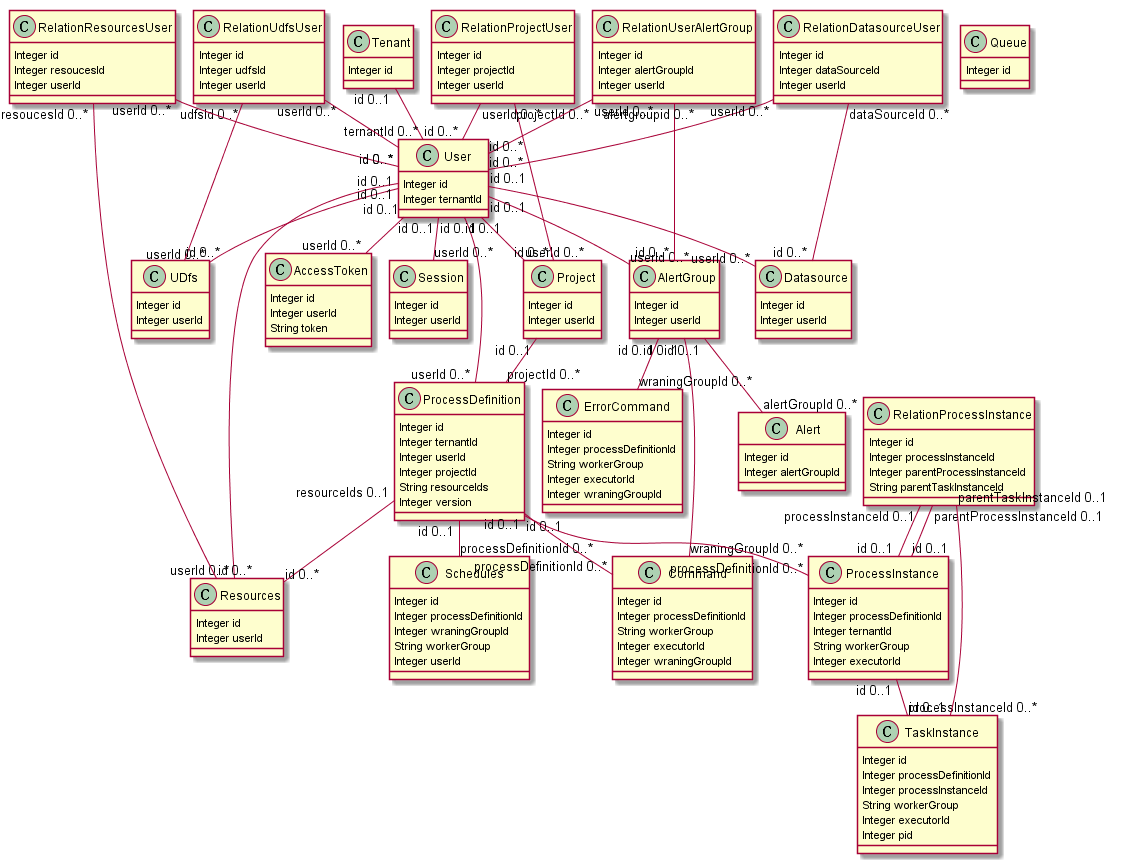 C RelationResourcesUser
Integer id
Integer resoucesId
Integer userId
C RelationUdfsUser
Integer id
Integer udfsId
Integer userId
C Tenant
Integer id
C RelationProjectUser
Integer id
Integer projectId
Integer userId
C RelationUserAlertGroup
Integer id
Integer alertGroupId
Integer userId
C RelationDatasourceUser
Integer id
Integer dataSourceId
Integer userId
C Queue
Integer id
resoucesId 0..*
userId 0..*
udfsId 0..*
userId 0..*
id 0..1
userId 0..*
projectId 0..*
userId 0..*
alertgroupid 0..*
userId 0..*
dataSourceId 0..*
ternantId 0..*
id 0..*
id 0..*
id 0..*
id 0..*
C User
Integer id
Integer ternantId
id 0..1
id 0..1
id 0..1
id 0..1
id 0..1
id 0..1
id 0..1
id 0..1
userId 0..*
id 0..*
userId 0..*
userId 0..*
id 0..*
userId 0..*
id 0..*
userId 0..*
userId 0..*
id 0..*
C UDfs
Integer id
Integer userId
C AccessToken
Integer id
Integer userId
String token
C Session
Integer id
Integer userId
C Project
Integer id
Integer userId
C AlertGroup
Integer id
Integer userId
C Datasource
Integer id
Integer userId
id 0..1
id 0..1
id 0..1
id 0..1
userId 0..*
projectId 0..*
wraningGroupId 0..*
alertGroupId 0..*
C ProcessDefinition
Integer id
Integer ternantId
Integer userId
Integer projectId
String resourceIds
Integer version
C ErrorCommand
Integer id
Integer processDefinitionId
String workerGroup
Integer executorId
Integer wraningGroupId
C Alert
Integer id
Integer alertGroupId
C RelationProcessInstance
Integer id
Integer processInstanceId
Integer parentProcessInstanceId
String parentTaskInstanceId
resourceIds 0..1
id 0..1
id 0..1
id 0..1
processInstanceId 0..1
parentProcessInstanceId 0..1
parentTaskInstanceId 0..1
userId 0..*
id 0..*
id 0..*
processDefinitionId 0..*
processDefinitionId 0..*
wraningGroupId 0..*
processDefinitionId 0..*
id 0..1
id 0..1
C Resources
Integer id
Integer userId
C Schedules
Integer id
Integer processDefinitionId
Integer wraningGroupId
String workerGroup
Integer userId
C Command
Integer id
Integer processDefinitionId
String workerGroup
Integer executorId
Integer wraningGroupId
C ProcessInstance
Integer id
Integer processDefinitionId
Integer ternantId
String workerGroup
Integer executorId
id 0..1
id 0..1
processInstanceId 0..*
C TaskInstance
Integer id
Integer processDefinitionId
Integer processInstanceId
String workerGroup
Integer executorId
Integer pid